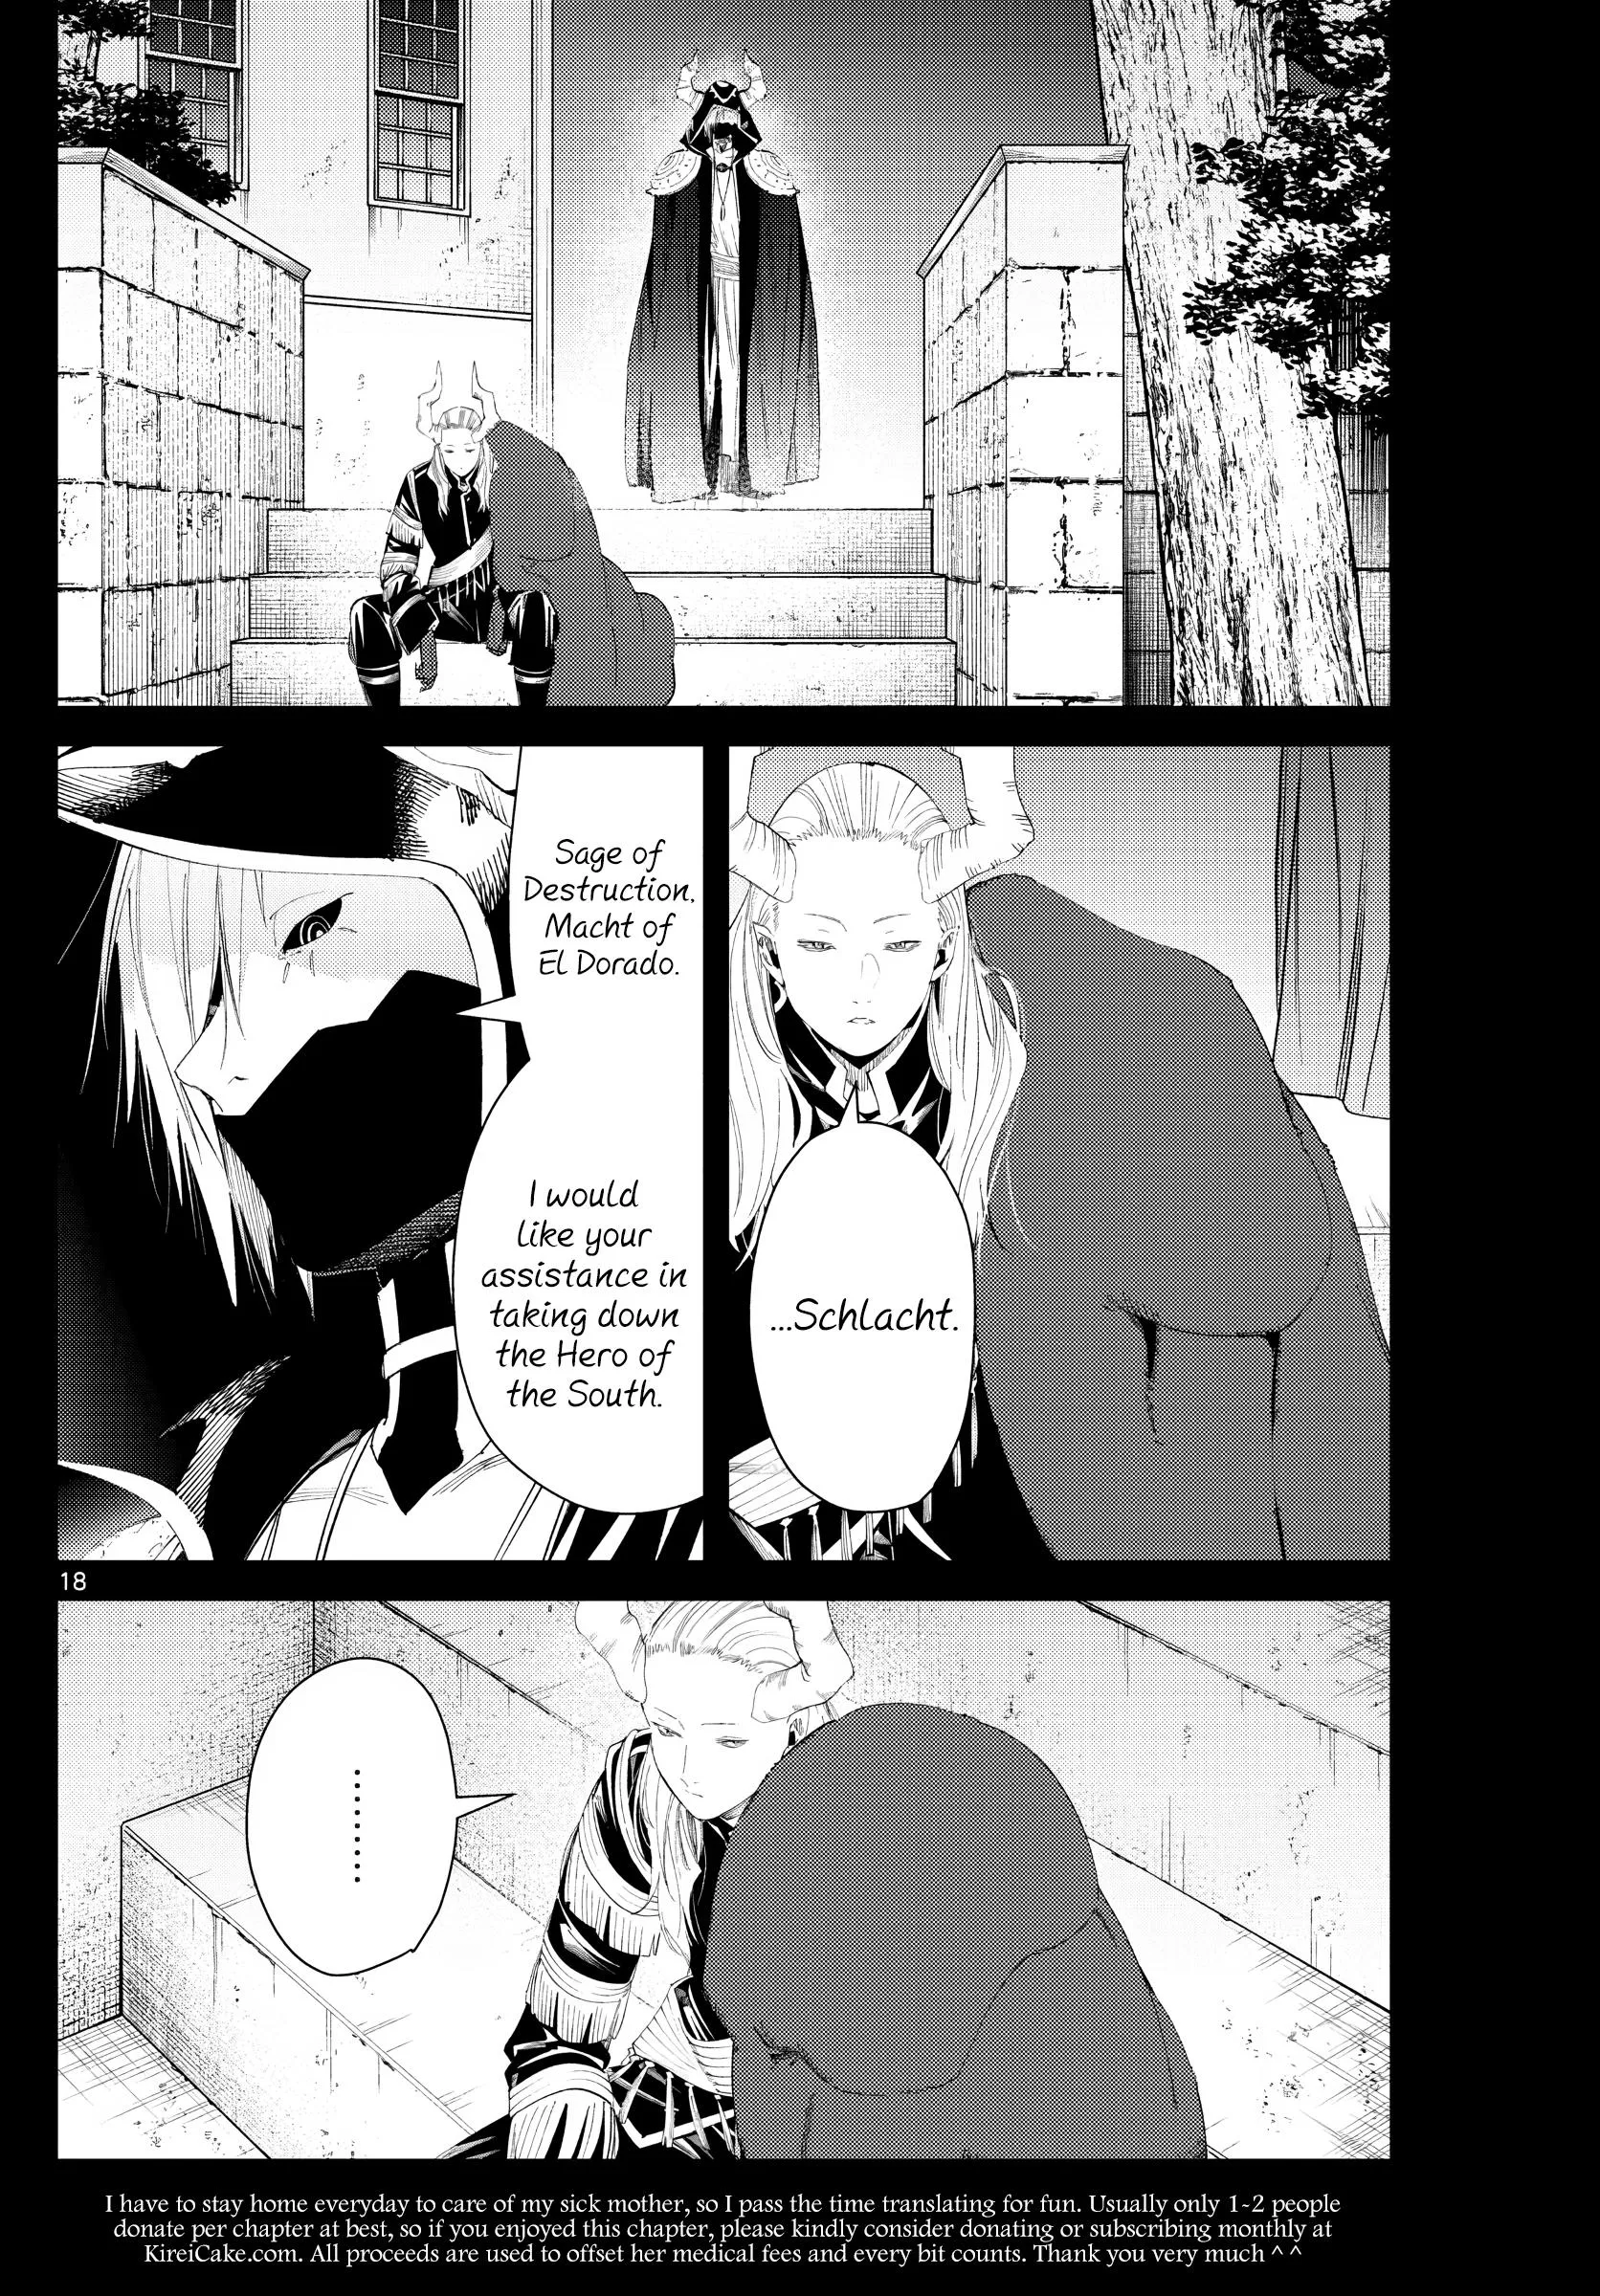 ...Schlacht.
Sage of
Destruction,
Macht of
El Dorado.
I would
like your
assistance in
taking down
the Hero of
the South.
18
.........
I have to stay home everyday to care of my sick mother, so I pass the time translating for fun. Usually only 1~2 people
donate per chapter at best, so if you enjoyed this chapter, please kindly consider donating or subscribing monthly at
KireiCake.com. All proceeds are used to offset her medical fees and every bit counts. Thank you very much ^ ^